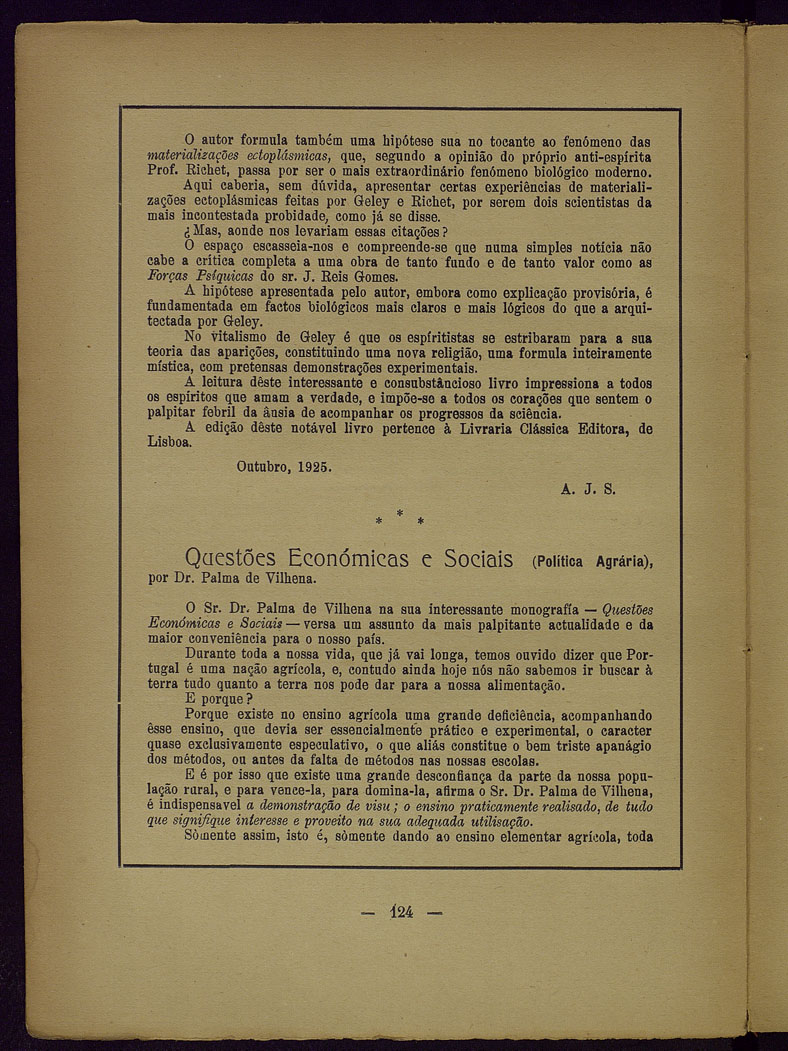 O autor formula também uma hipótese sua no tocante ao fenómeno das
materializações ectoplásmicas, que, segundo a opinião do próprio anti-espírita
Prof. Richet, passa por ser o mais extraordinário fenómeno biológico moderno.
Aqui caberia, sem dúvida, apresentar certas experiências de materiali-
zações ectoplásmicas feitas por Geley e Richet, por serem dois scientistas da
mais incontestada probidade, como já se disse.
¿Mas, aonde nos levariam essas citações?
O espaço escasseia-nos e compreende-se que numa simples notícia não
cabe a crítica completa a uma obra de tanto fundo e de tanto valor como as
Forças Psíquicas do sr. J. Reis Gomes.
A hipótese apresentada pelo autor, embora como explicação provisória, é
fundamentada em factos biológicos mais claros e mais lógicos do que a arqui-
tectada por Geley.
No vitalismo de Geley é que os espíritistas se estribaram para a sua
teoria das aparições, constituindo uma nova religião, uma formula inteiramente
mística, com pretensas demonstrações experimentais.
A leitura dêste interessante e consubstâncioso livro impressiona a todos
os espíritos que amam a verdade, e impõe-se a todos os corações que sentem o
palpitar febril da ânsia de acompanhar os progressos da sciência.
A edição dêste notável livro pertence à Livraria Clássica Editora, de
Lisboa.
Outubro, 1925.
A. J. S.
* * *
Questões Económicas e Sociais (Política Agrária),
por Dr. Palma de Vilhena.
O Sr. Dr. Palma de Vilhena na sua interessante monografía — Questões
Económicas e Sociais — versa um assunto da mais palpitante actualidade e da
maior conveniência para o nosso país.
Durante toda a nossa vida, que já vai longa, temos ouvido dizer que Por-
tugal é uma nação agrícola, e, contudo ainda hoje nós não sabemos ir buscar à
terra tudo quanto a terra nos pode dar para a nossa alimentação.
E porque?
Porque existe no ensino agrícola uma grande deficiência, acompanhando
êsse ensino, que devia ser essencialmente prático e experimental, o caracter
quase exclusivamente especulativo, o que aliás constitue o bem triste apanágio
dos métodos, ou antes da falta de métodos nas nossas escolas.
E é por isso que existe uma grande desconfiança da parte da nossa popu-
lação rural, e para vence-la, para domina-la, afirma o Sr. Dr. Palma de Vilhena,
é indispensavel a demonstração de visu; o ensino praticamente realisado, de tudo
que signifique interesse e proveito na sua adequada utilisação.
Sòmente assim, isto é, sòmente dando ao ensino elementar agrícola, toda
— 124 —